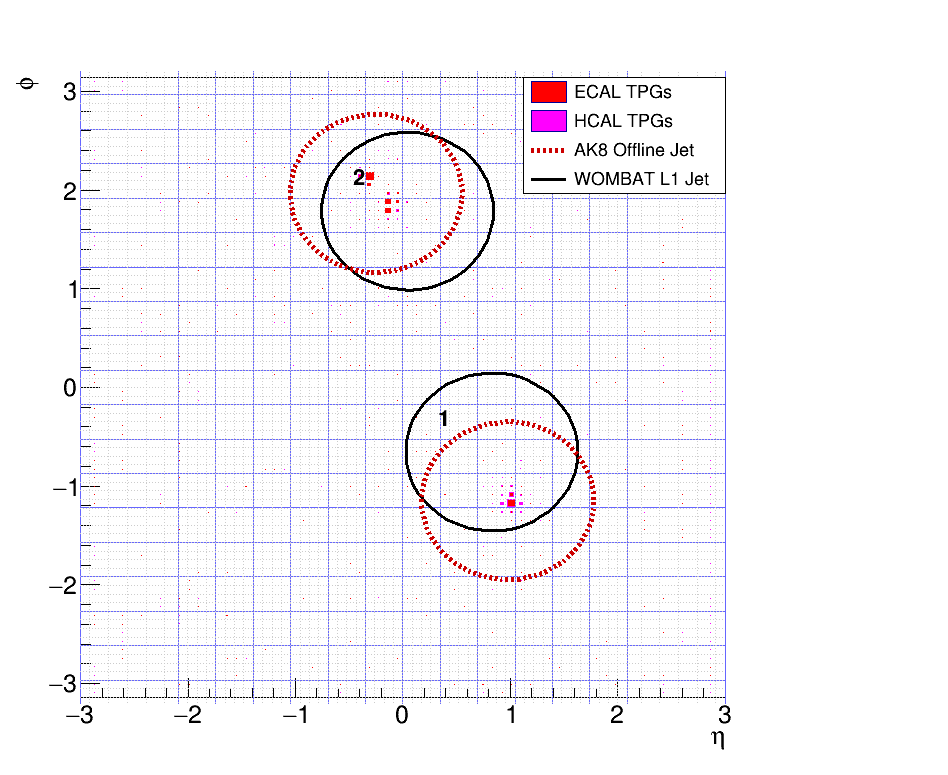 φ
3
2
1
0
−1
−2
−3
ECAL TPGs
HCAL TPGs
AK8 Offline Jet
WOMBAT L1 Jet
2
1
−3 −2 −1 0 1 2 3
η